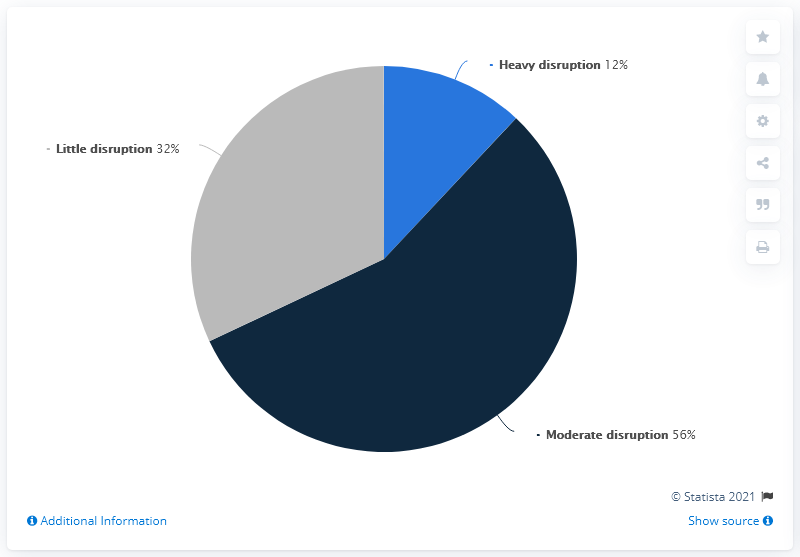 Heavy disruption 12%
Little disruption 32%
Moderate disruption 56%
© Statista 2021
Additional Information
Show source